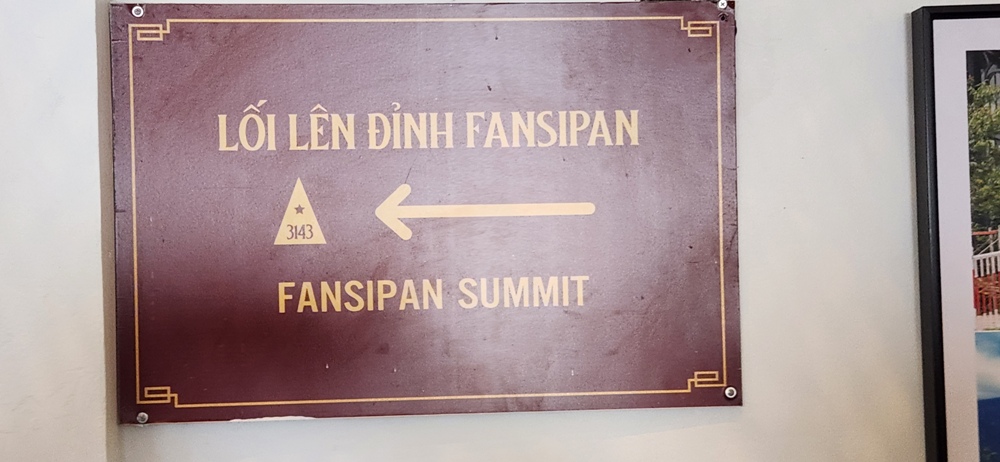 LỐI LÊN ĐỈNH FANSIPAN
3143
FANSIPAN SUMMIT